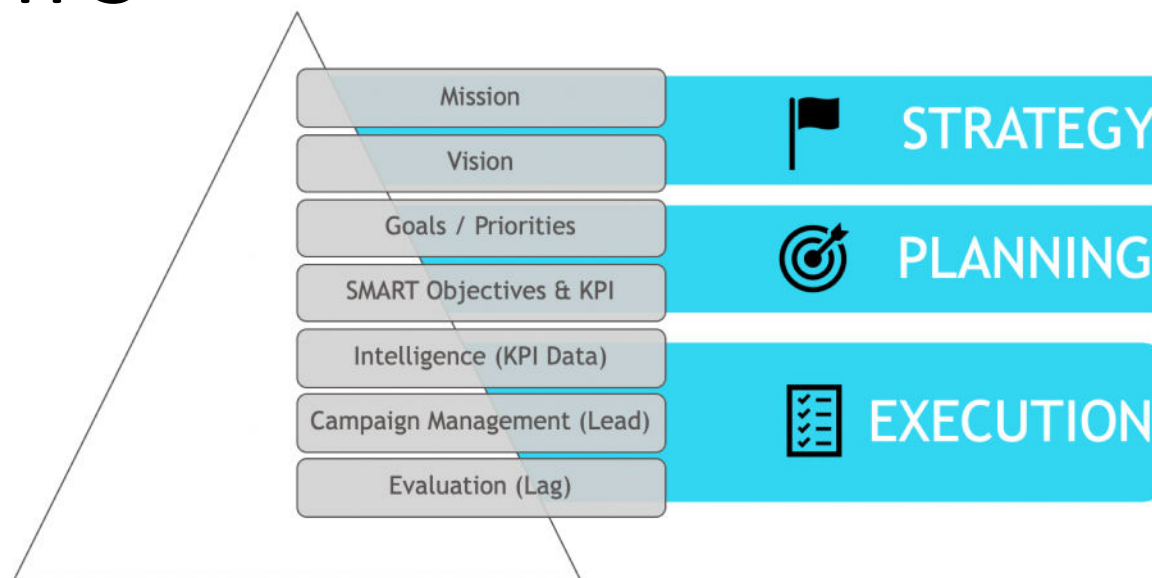 Mission
Vision
Goals / Priorities
SMART Objectives & KPI
Intelligence (KPI Data)
Campaign Management (Lead)
Evaluation (Lag)
STRATEGY
PLANNING
EXECUTION